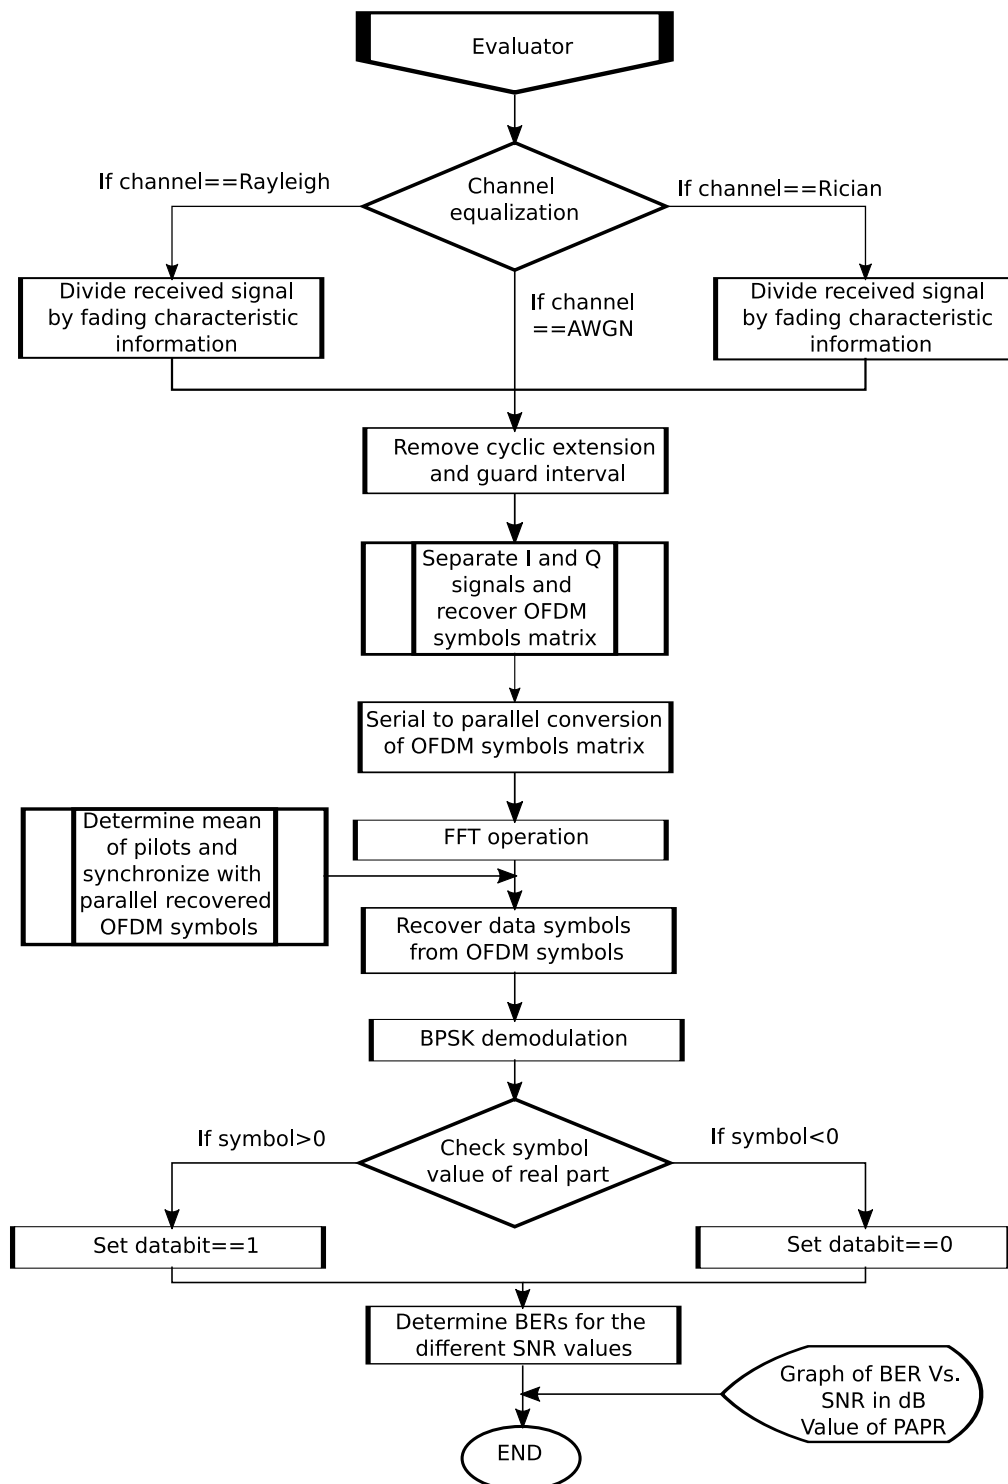 Evaluator
If channel==Rayleigh
Channel
equalization
If channel==Rician
Divide received signal
by fading characteristic
information
If channel
==AWGN
Divide received signal
by fading characteristic
information
Remove cyclic extension
and guard interval
Separate I and Q
signals and
recover OFDM
symbols matrix
Serial to parallel conversion
of OFDM symbols matrix
Determine mean
of pilots and
synchronize with
parallel recovered
OFDM symbols
FFT operation
Recover data symbols
from OFDM symbols
BPSK demodulation
If symbol>0
Check symbol
value of real part
If symbol<0
Set databit==1
Set databit==0
Determine BERs for the
different SNR values
Graph of BER Vs.
SNR in dB
Value of PAPR
END